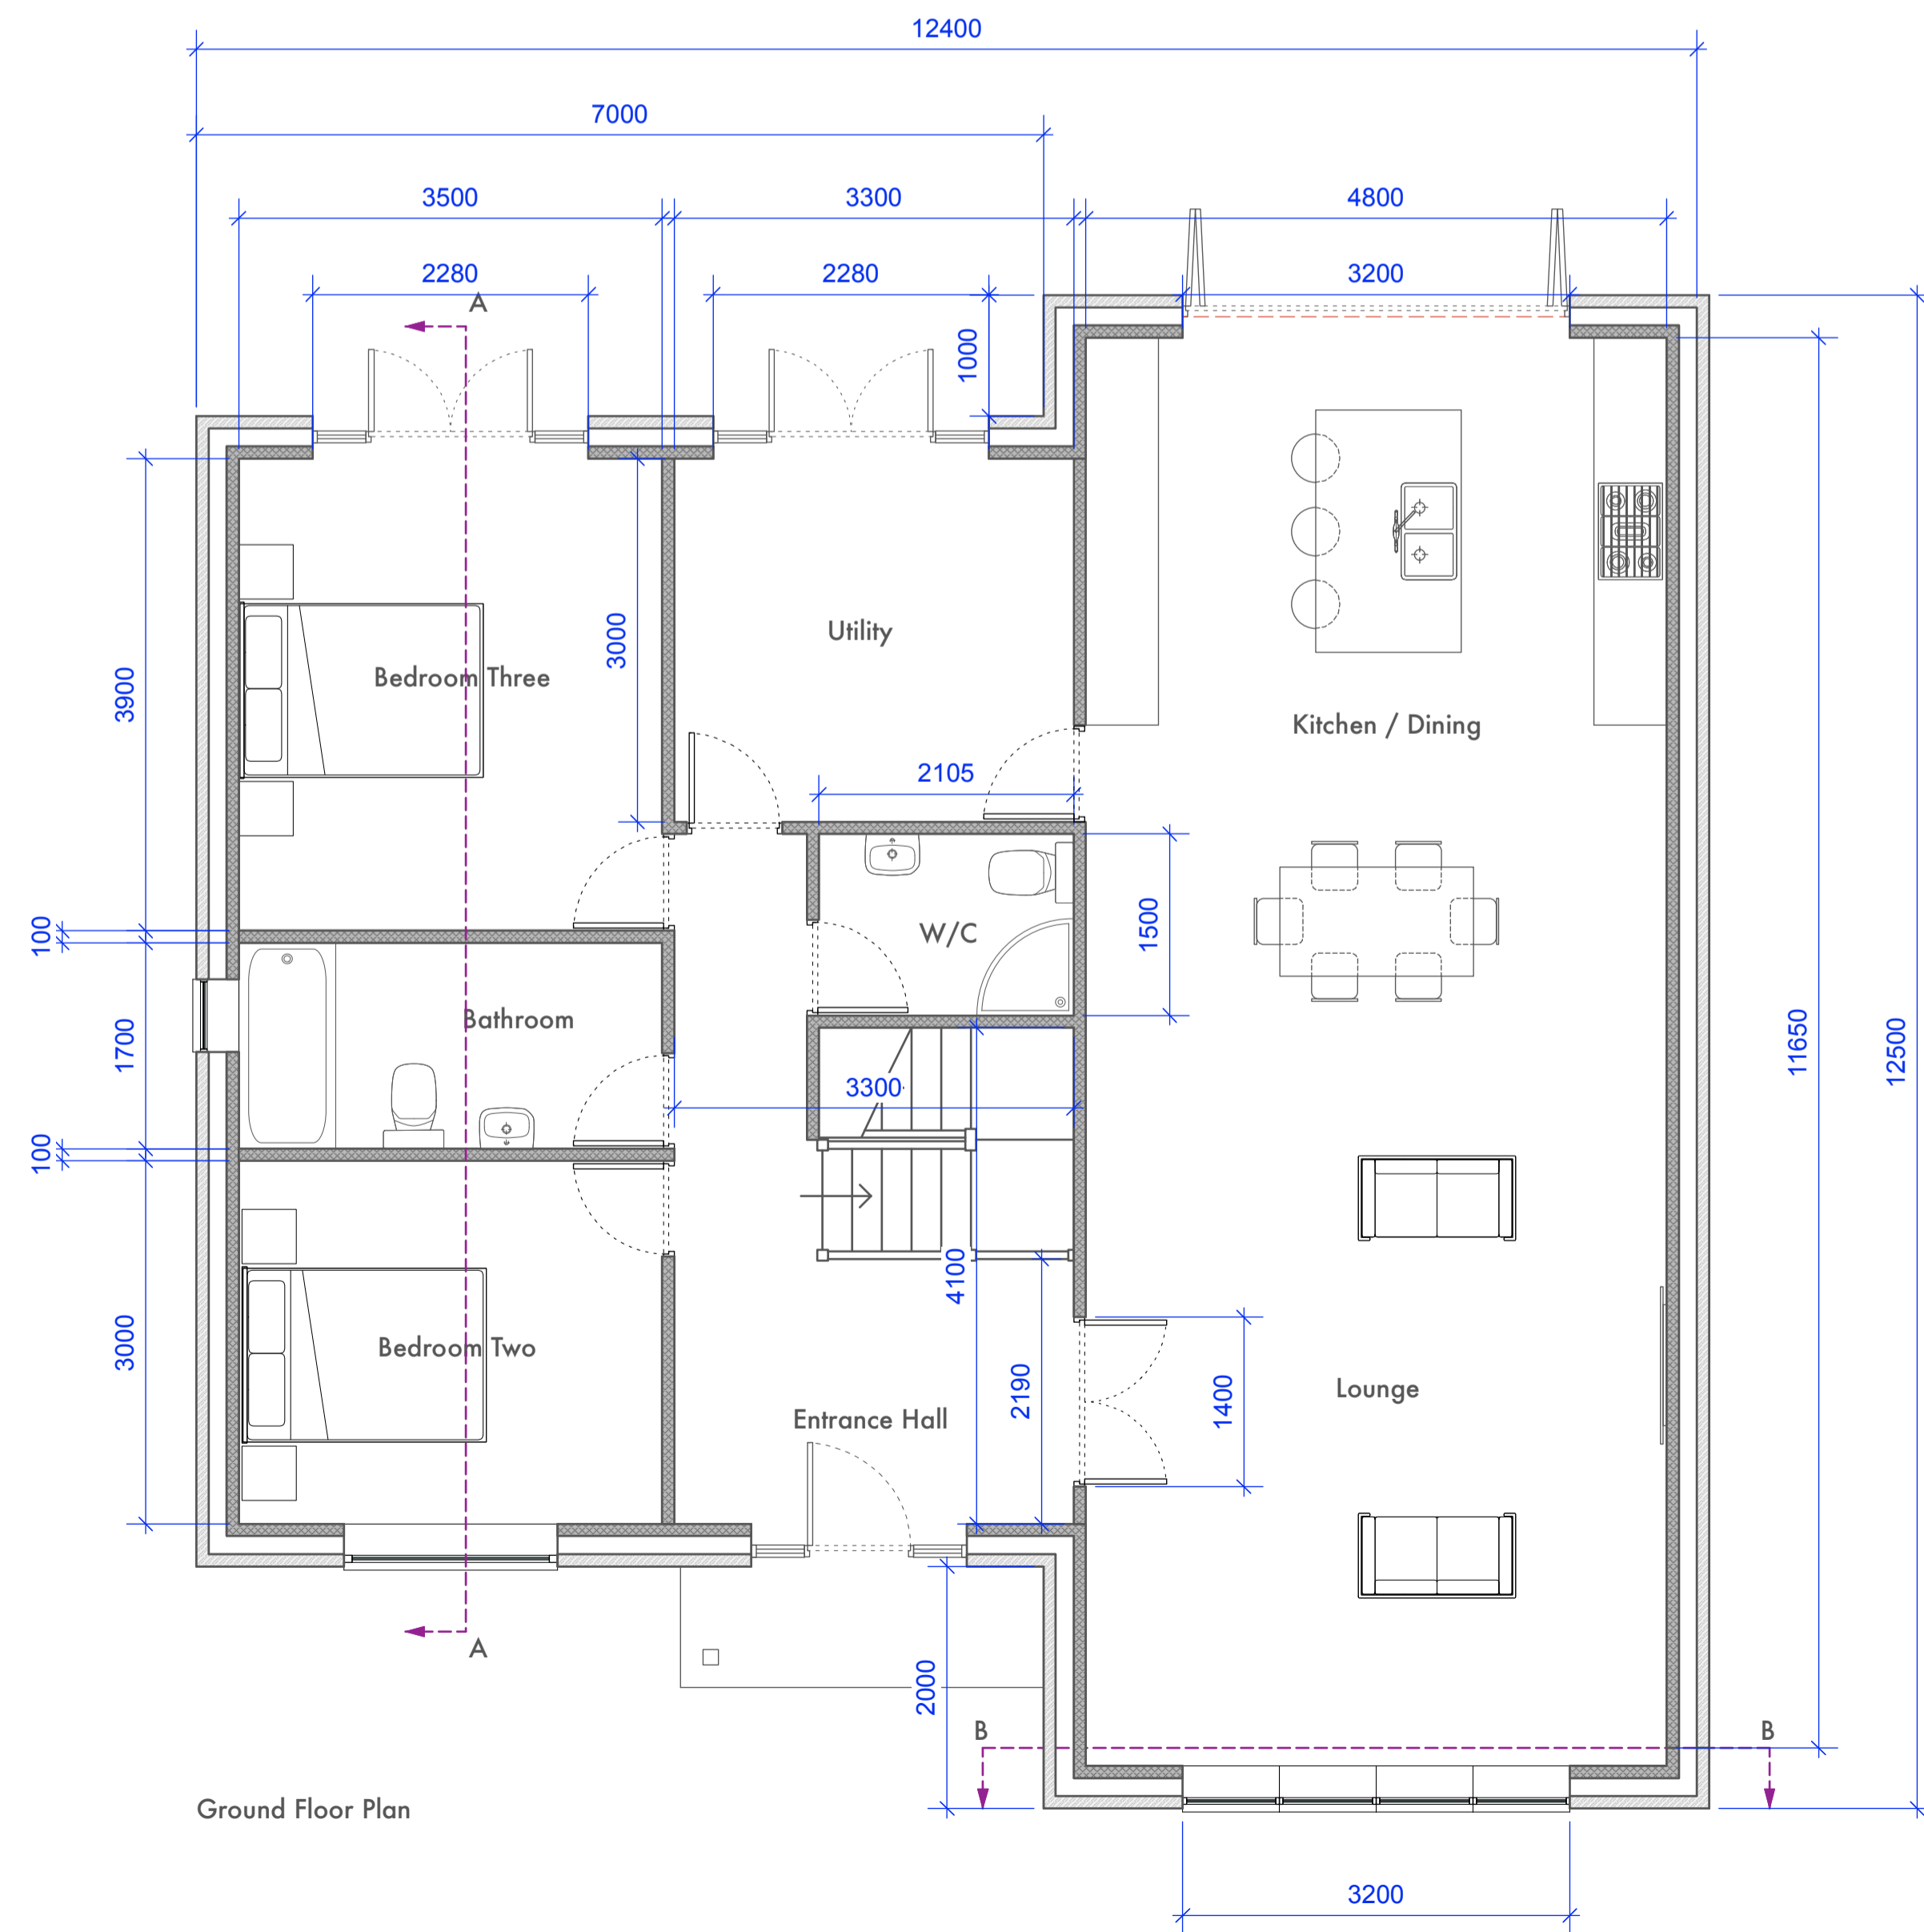 12400
7000
3500
3300
4800
2280
2280
3200
A
1000
3900
3000
Utility
Bedroom Three
Kitchen / Dining
2105
100
W/C
1500
1700
Bathroom
11650
12500
3300
100
4100
3000
Bedroom Two
2190
1400
Lounge
Entrance Hall
A
2000
B
B
Ground Floor Plan
3200